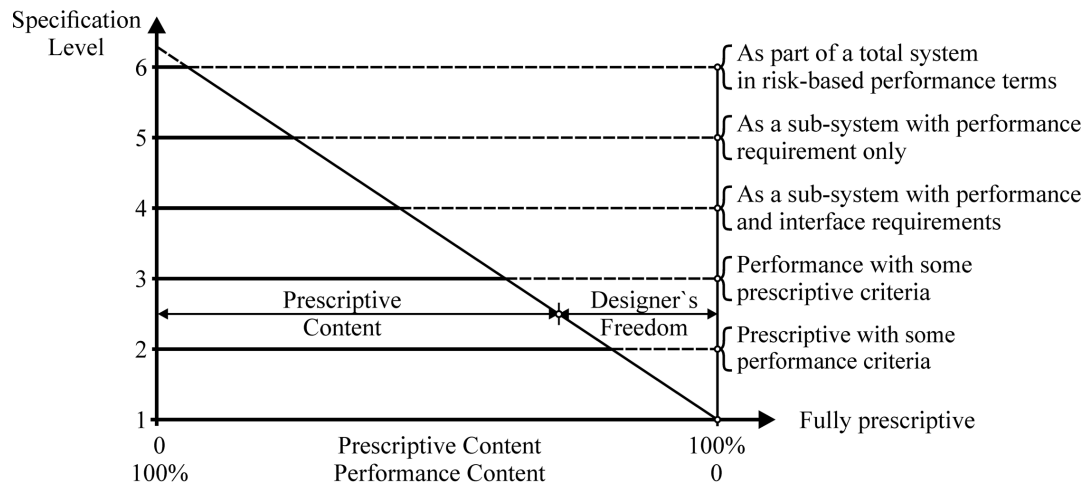 Specification
Level
6
As part of a total system
in risk-based performance terms
5
As a sub-system with performance
requirement only
4
As a sub-system with performance
and interface requirements
3
Performance with some
prescriptive criteria
Prescriptive
Content
Designer`s
Freedom
2
Prescriptive with some
performance criteria
1
Fully prescriptive
0 Prescriptive Content 100%
100% Performance Content 0